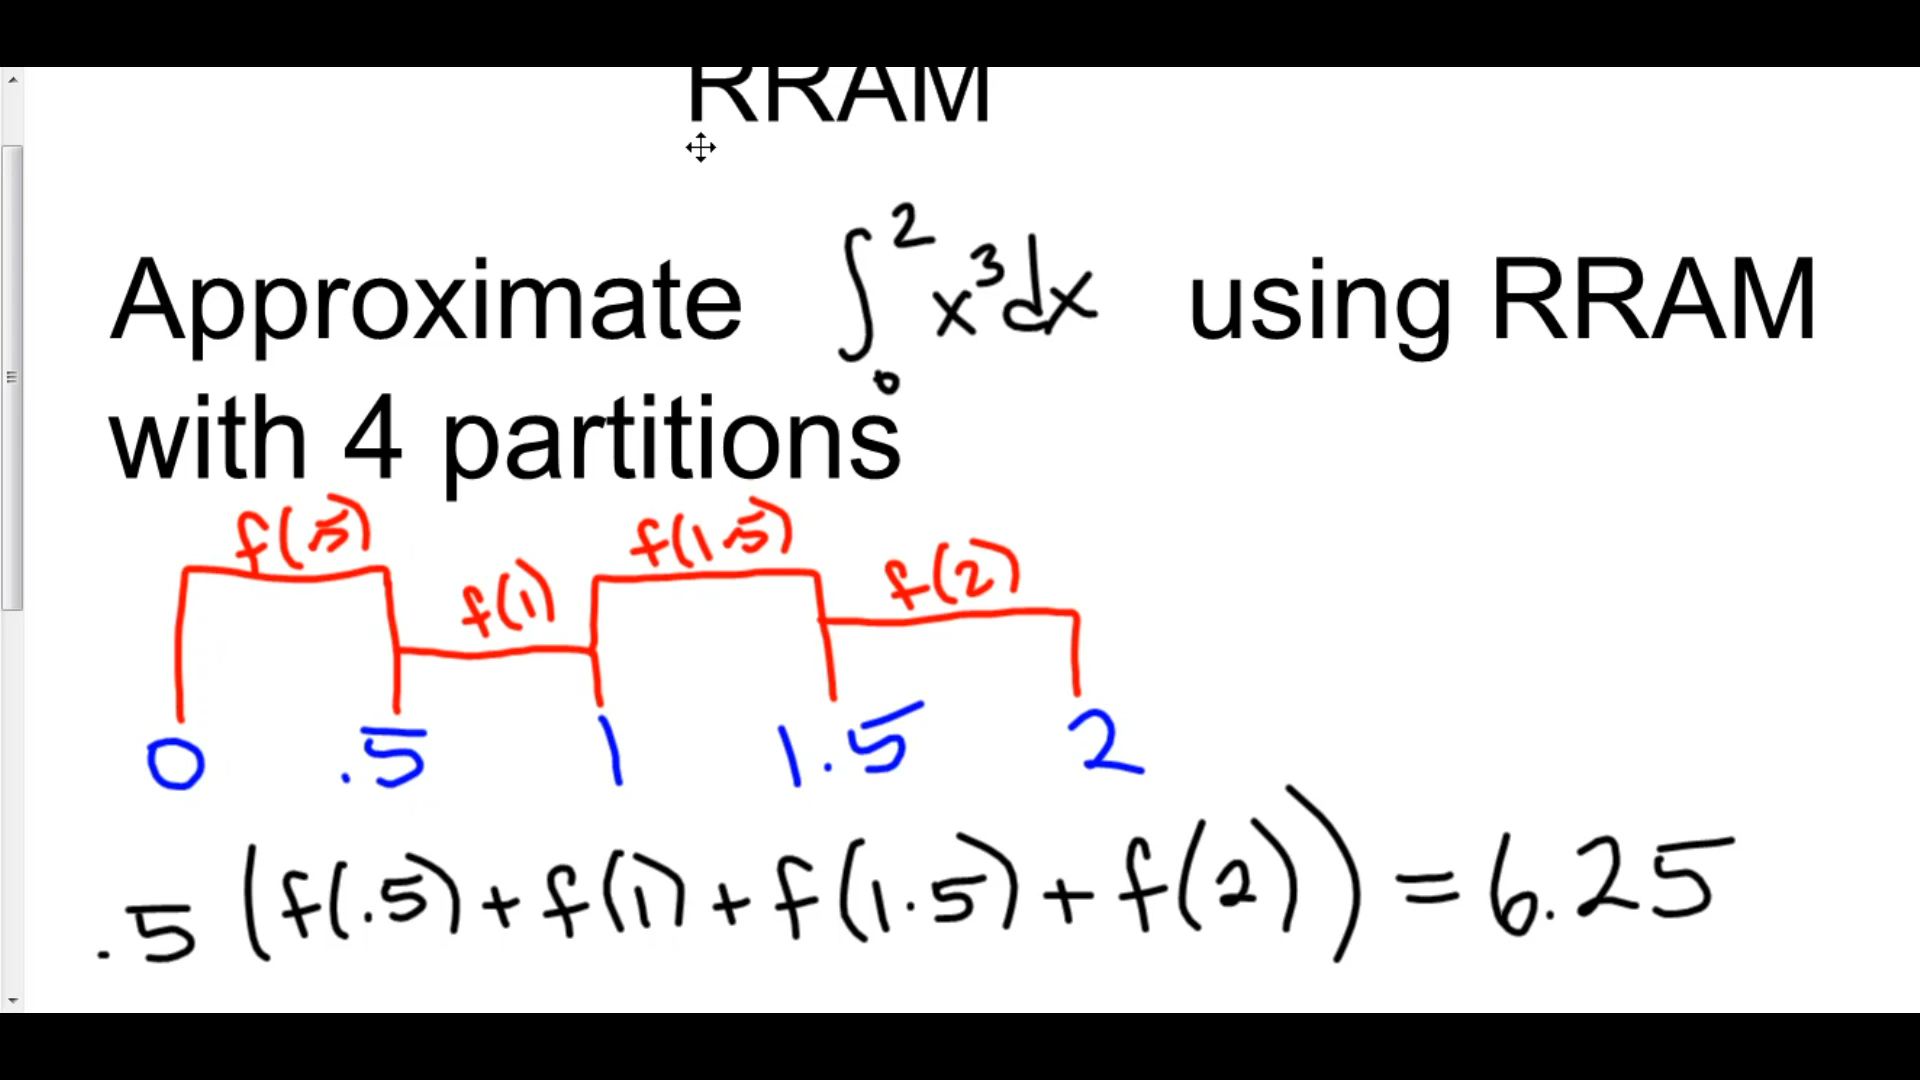 RRAM
Approximate ∫₀² x³dx using RRAM
with 4 partitions
f(.5) f(1) f(1.5) f(2)
0 .5 1 1.5 2
.5 (f(.5) + f(1) + f(1.5) + f(2)) = 6.25